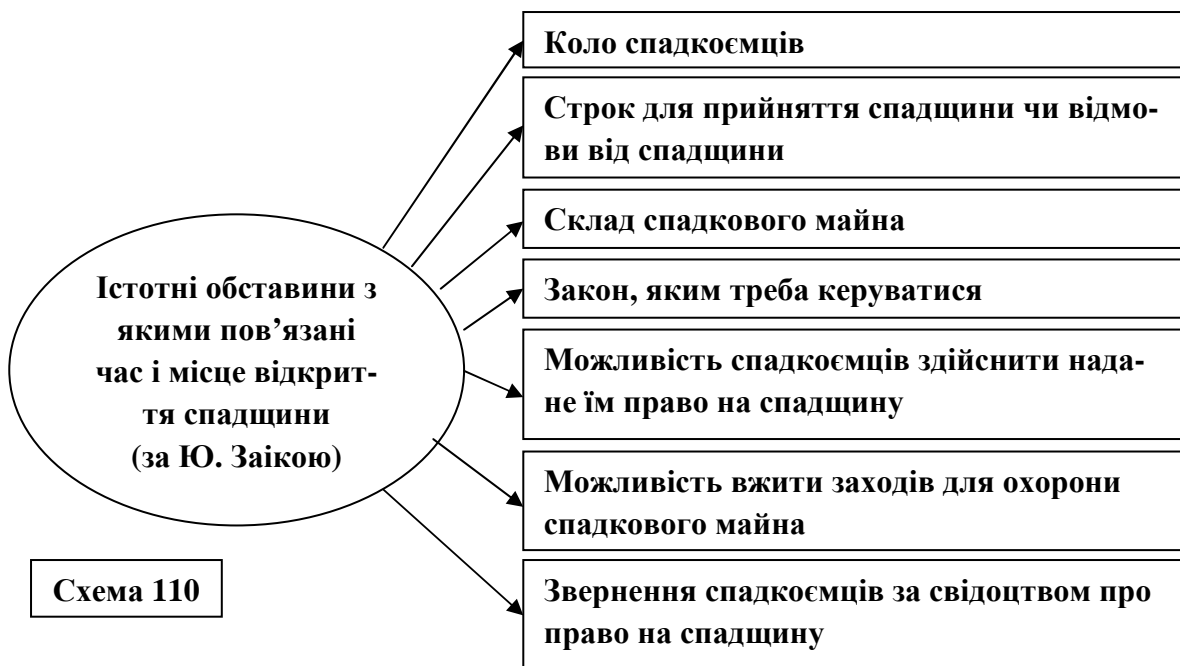 Істотні обставини з
якими пов’язані
час і місце відкрит-
тя спадщини
(за Ю. Заікою)
Коло спадкоємців
Строк для прийняття спадщини чи відмо-
ви від спадщини
Склад спадкового майна
Закон, яким треба керуватися
Можливість спадкоємців здійснити нада-
не їм право на спадщину
Можливість вжити заходів для охорони
спадкового майна
Звернення спадкоємців за свідоцтвом про
право на спадщину
Схема 110